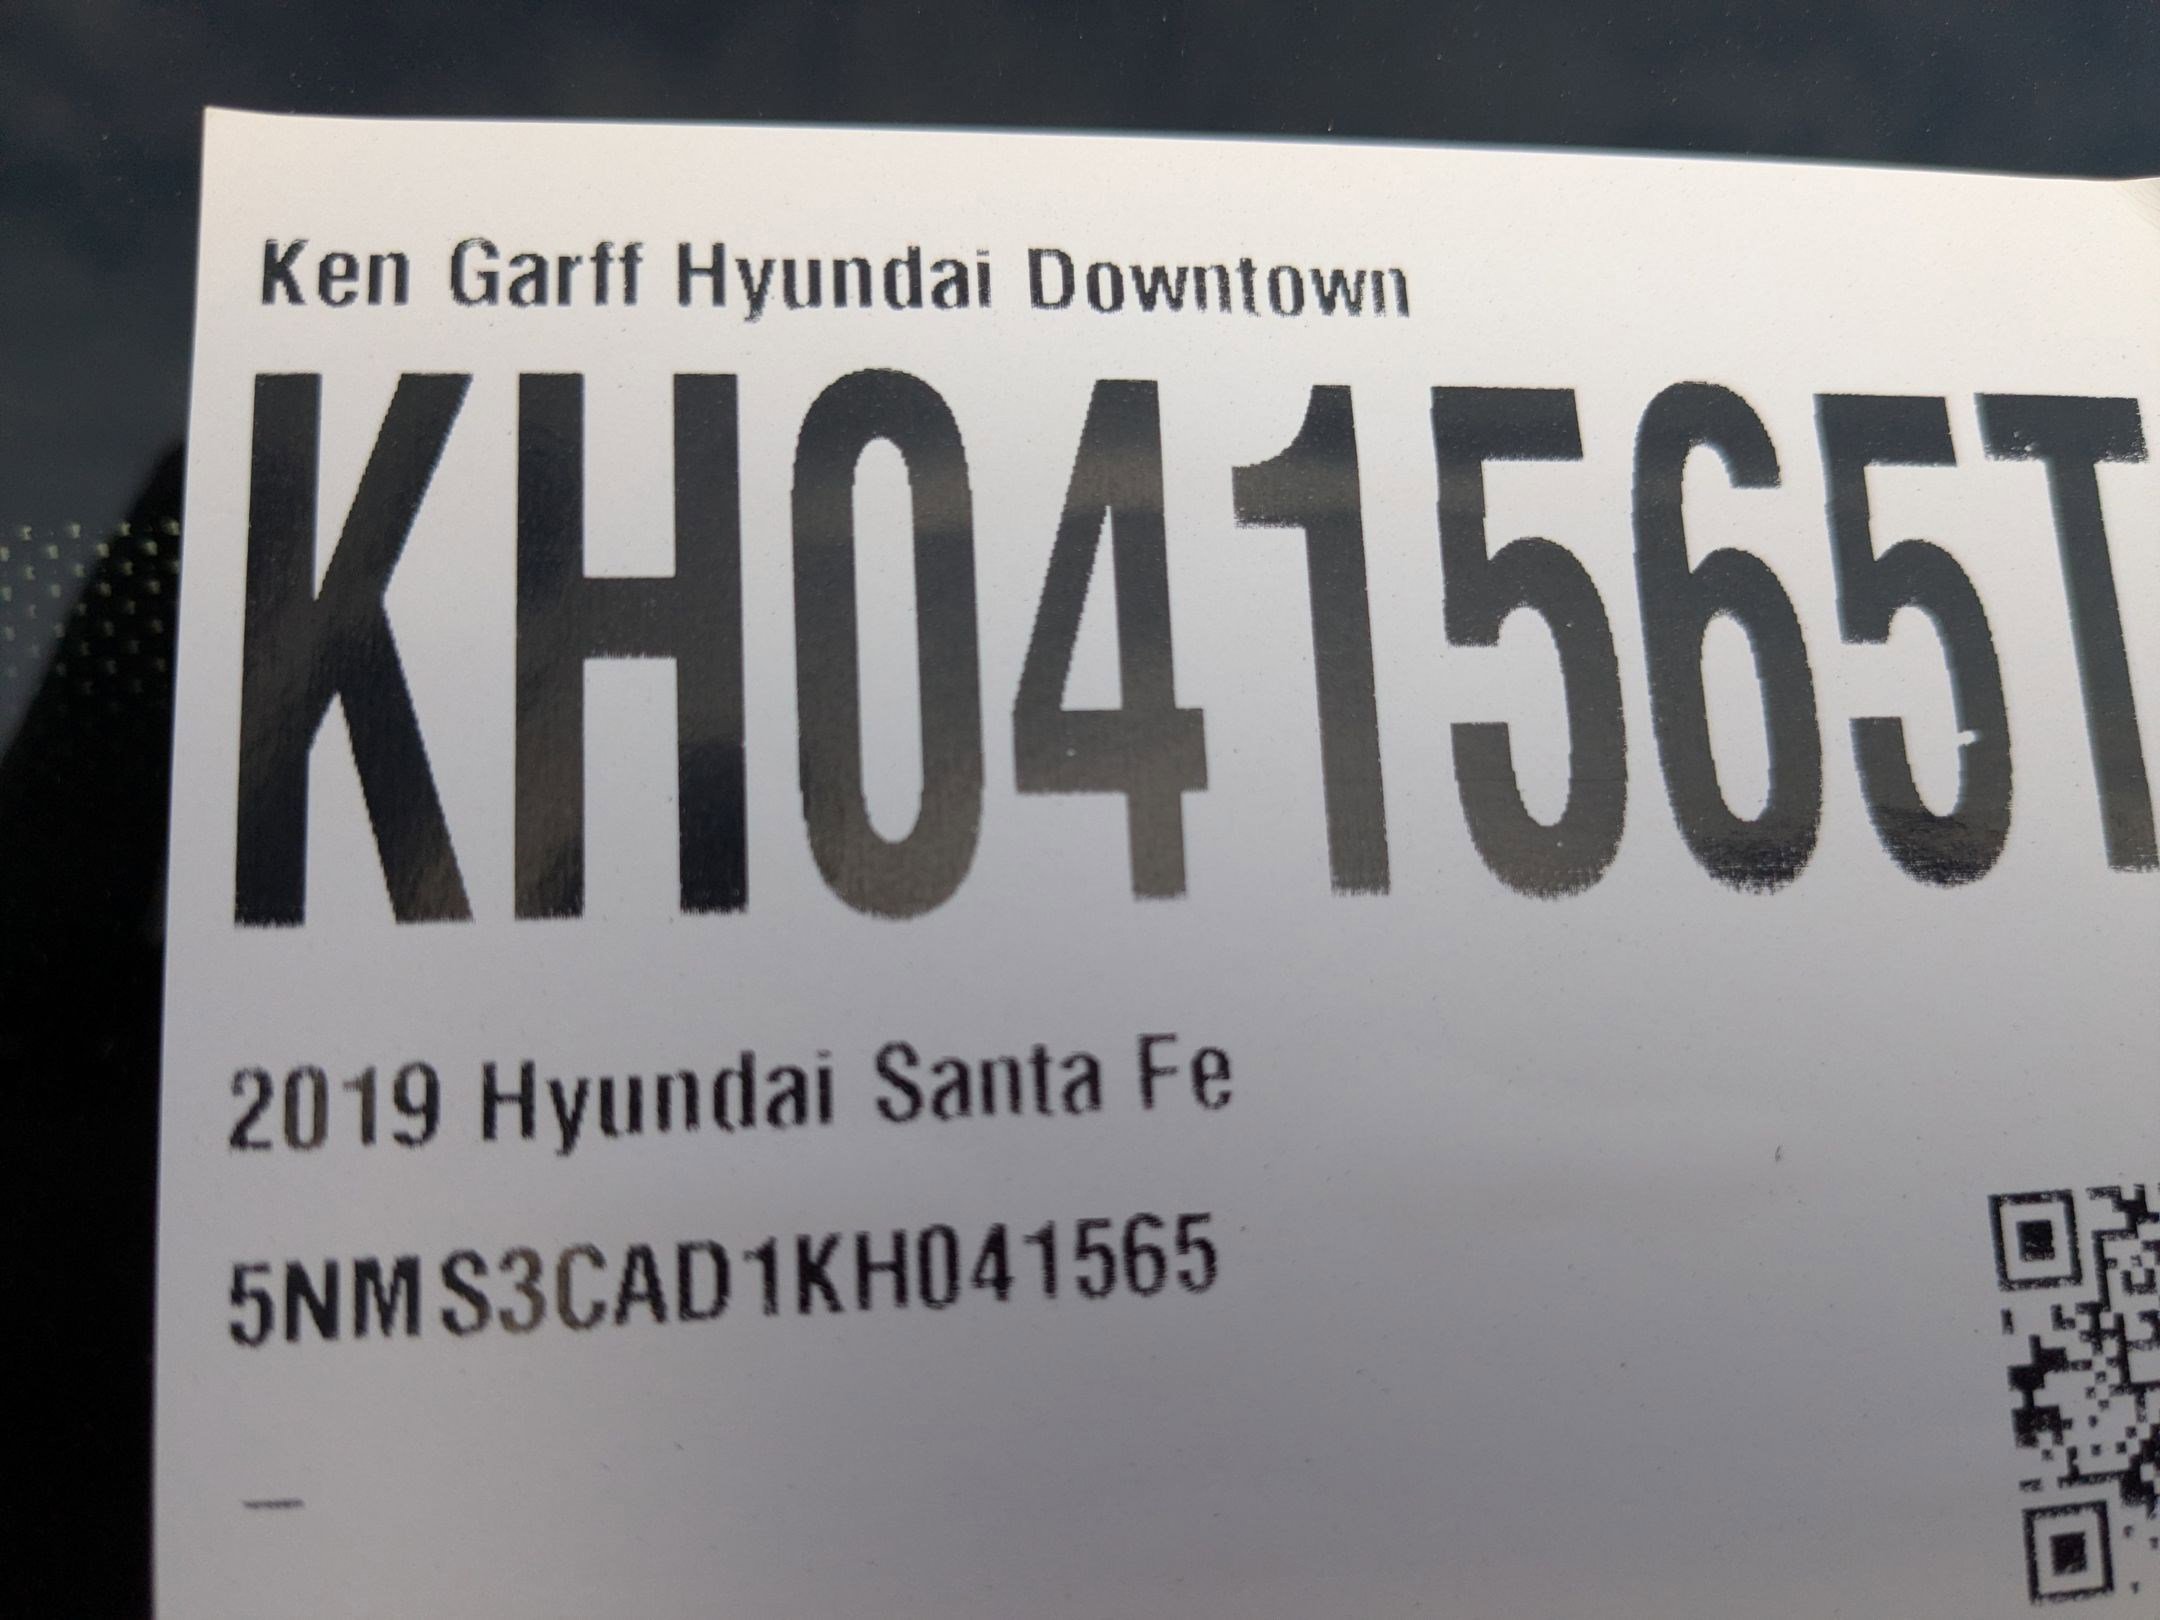 Ken Garff Hyundai Downtown
KH041565T
2019 Hyundai Santa Fe
5NMS3CAD1KH041565
—